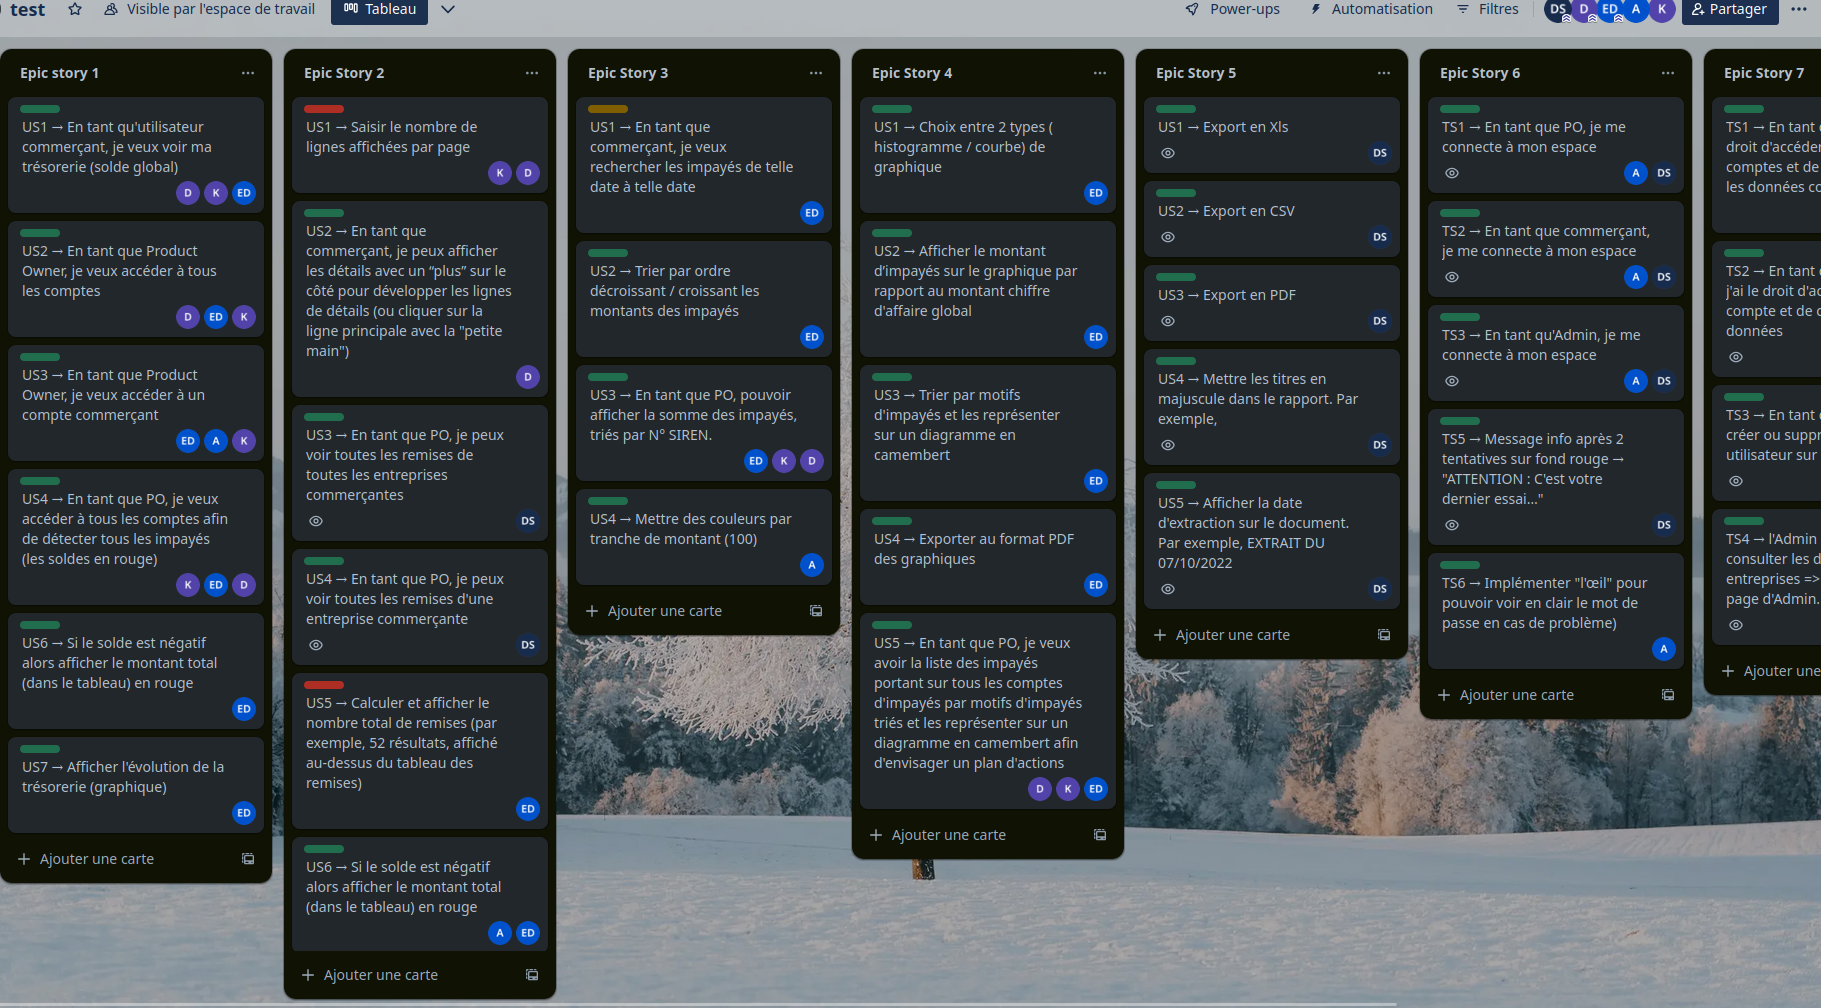 test
Visible par l'espace de travail
Tableau
Power-ups
Automatisation
Filtres
DS
D
ED
A
K
Partager
Epic story 1
US1 → En tant qu'utilisateur
commerçant, je veux voir ma
trésorerie (solde global)
D K ED
US2 → En tant que Product
Owner, je veux accéder à tous
les comptes
D ED K
US3 → En tant que Product
Owner, je veux accéder à un
compte commerçant
ED A K
US4 → En tant que PO, je veux
accéder à tous les comptes afin
de détecter tous les impayés
(les soldes en rouge)
K ED D
US6 → Si le solde est négatif
alors afficher le montant total
(dans le tableau) en rouge
ED
US7 → Afficher l'évolution de la
trésorerie (graphique)
ED
Ajouter une carte
Epic Story 2
US1 → Saisir le nombre de
lignes affichées par page
K D
US2 → En tant que
commerçant, je peux afficher
les détails avec un “plus” sur le
côté pour développer les lignes
de détails (ou cliquer sur la
ligne principale avec la "petite
main")
D
US3 → En tant que PO, je peux
voir toutes les remises de
toutes les entreprises
commerçantes
DS
US4 → En tant que PO, je peux
voir toutes les remises d'une
entreprise commerçante
DS
US5 → Calculer et afficher le
nombre total de remises (par
exemple, 52 résultats, affiché
au-dessus du tableau des
remises)
ED
US6 → Si le solde est négatif
alors afficher le montant total
(dans le tableau) en rouge
A ED
Ajouter une carte
Epic Story 3
US1 → En tant que
commerçant, je veux
rechercher les impayés de telle
date à telle date
ED
US2 → Trier par ordre
décroissant / croissant les
montants des impayés
ED
US3 → En tant que PO, pouvoir
afficher la somme des impayés,
triés par N° SIREN.
ED K D
US4 → Mettre des couleurs par
tranche de montant (100)
A
Ajouter une carte
Epic Story 4
US1 → Choix entre 2 types (
histogramme / courbe) de
graphique
ED
US2 → Afficher le montant
d’impayés sur le graphique par
rapport au montant chiffre
d'affaire global
ED
US3 → Trier par motifs
d'impayés et les représenter
sur un diagramme en
camembert
ED
US4 → Exporter au format PDF
des graphiques
ED
US5 → En tant que PO, je veux
avoir la liste des impayés
portant sur tous les comptes
d'impayés par motifs d'impayés
triés et les représenter sur un
diagramme en camembert afin
d'envisager un plan d'actions
D K ED
Ajouter une carte
Epic Story 5
US1 → Export en Xls
DS
US2 → Export en CSV
DS
US3 → Export en PDF
DS
US4 → Mettre les titres en
majuscule dans le rapport. Par
exemple,
DS
US5 → Afficher la date
d'extraction sur le document.
Par exemple, EXTRAIT DU
07/10/2022
DS
Ajouter une carte
Epic Story 6
TS1 → En tant que PO, je me
connecte à mon espace
A DS
TS2 → En tant que commerçant,
je me connecte à mon espace
A DS
TS3 → En tant qu'Admin, je me
connecte à mon espace
A DS
TS5 → Message info après 2
tentatives sur fond rouge →
"ATTENTION : C'est votre
dernier essai..."
DS
TS6 → Implémenter "l'œil" pour
pouvoir voir en clair le mot de
passe en cas de problème)
A
Ajouter une carte
Epic Story 7
TS1 → En tant
droit d'accéder
comptes et de
les données
TS2 → En tant
j'ai le droit
compte et de
données
TS3 → En tant
créer ou
utilisateur sur
TS4 → l'Admin
consulter les
entreprises =>
page d'Admin.
Ajouter une